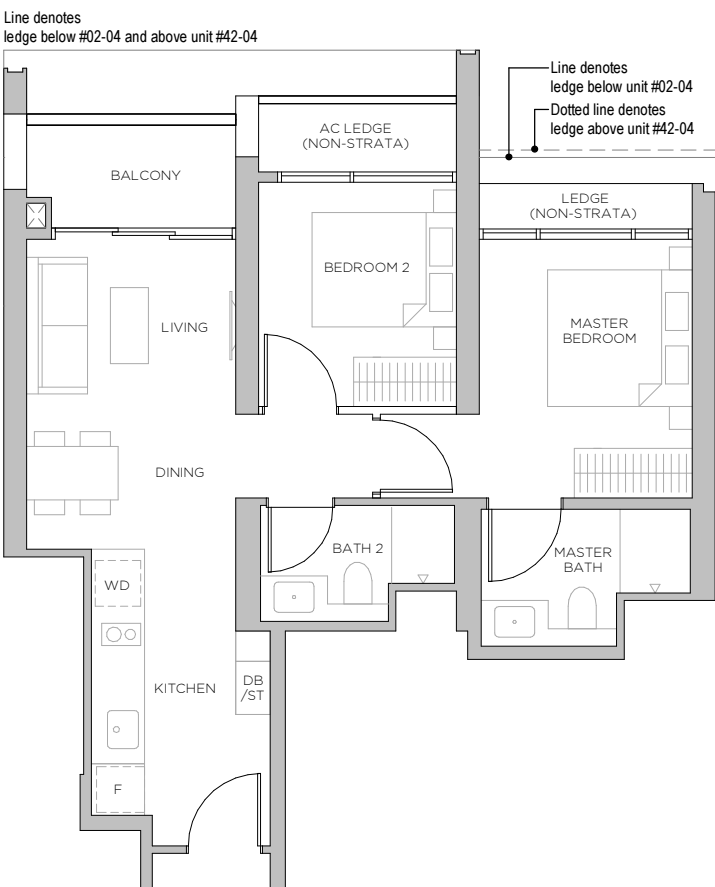 Line denotes
ledge below #02-04 and above unit #42-04
Line denotes
ledge below unit #02-04
Dotted line denotes
ledge above unit #42-04
AC LEDGE
(NON-STRATA)
BALCONY
LEDGE
(NON-STRATA)
BEDROOM 2
LIVING
MASTER
BEDROOM
DINING
BATH 2
MASTER
BATH
WD
KITCHEN
DB
/ST
F